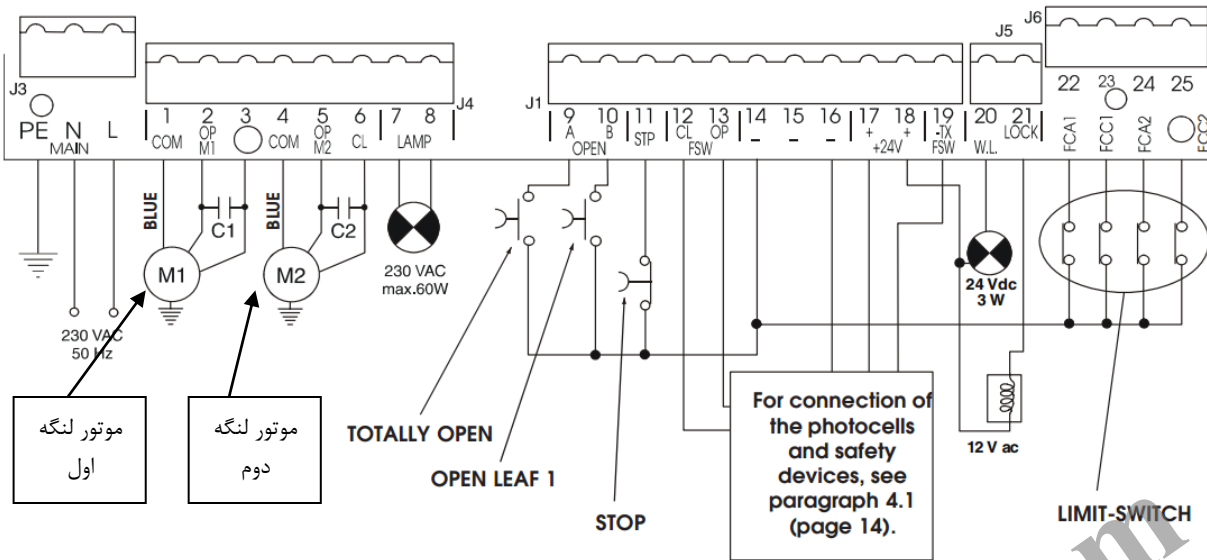 J3
PE N L
MAIN
1 2 3 4 5 6 7 8 J4
COM OP M1 COM OP M2 CL LAMP
BLUE
C1
BLUE
C2
M1
M2
230 VAC
50 Hz
230 VAC
max.60W
موتور لنگه
اول
موتور لنگه
دوم
J1
9 10 11 12 13 14 15 16 17 18 19
A B STP CL OP - - - + + -TX
OPEN FSW +24V FSW
J5
20 21
W.L. LOCK
J6
22 23 24 25
FCA1 FCC1 FCA2 FCC2
TOTALLY OPEN
OPEN LEAF 1
STOP
For connection of
the photocells
and safety
devices, see
paragraph 4.1
(page 14).
24 Vdc
3 W
12 V ac
LIMIT-SWITCH